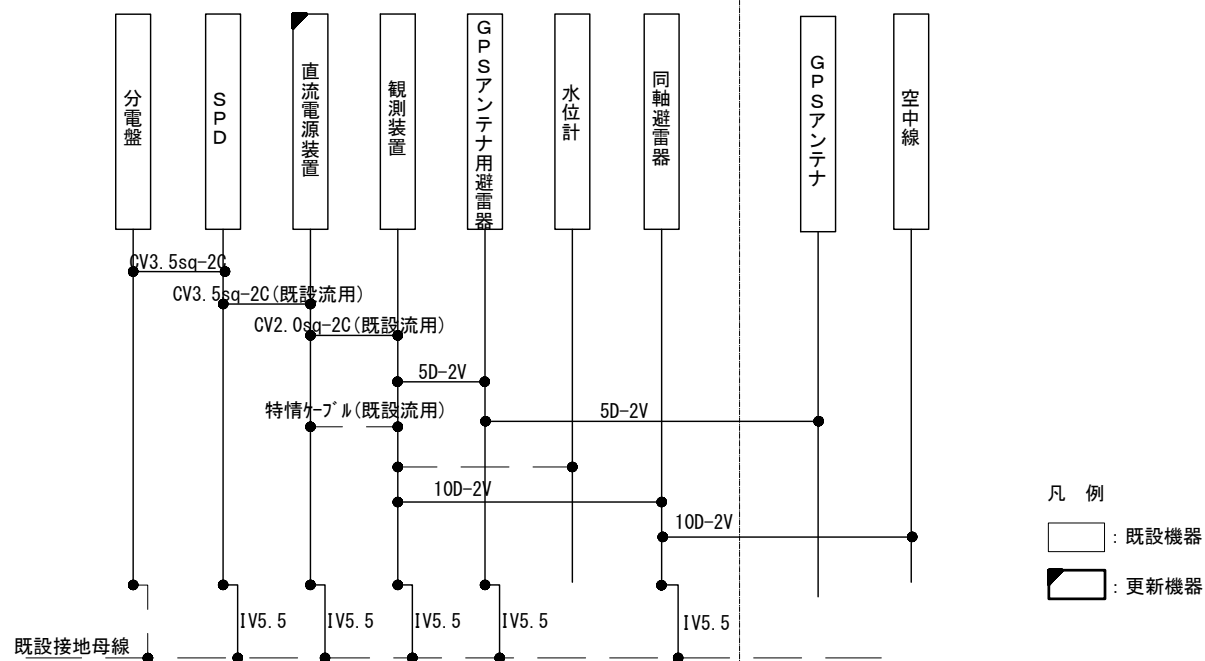 分電盤
SPD
直流電源装置
観測装置
GPSアンテナ用避雷器
水位計
同軸避雷器
GPSアンテナ
空中線
CV3.5sq-2C
CV3.5sq-2C(既設流用)
CV2.0sq-2C(既設流用)
5D-2V
特情ｹｰﾌﾞﾙ(既設流用)
5D-2V
10D-2V
10D-2V
凡 例
：既設機器
：更新機器
IV5.5
IV5.5
IV5.5
IV5.5
IV5.5
既設接地母線